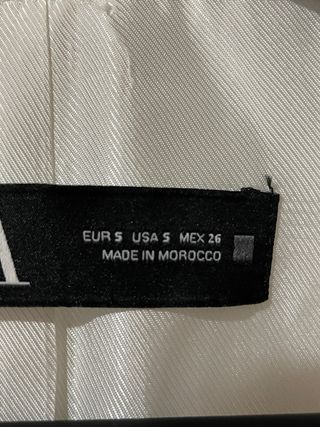 A
EUR S USA S MEX 26
MADE IN MOROCCO